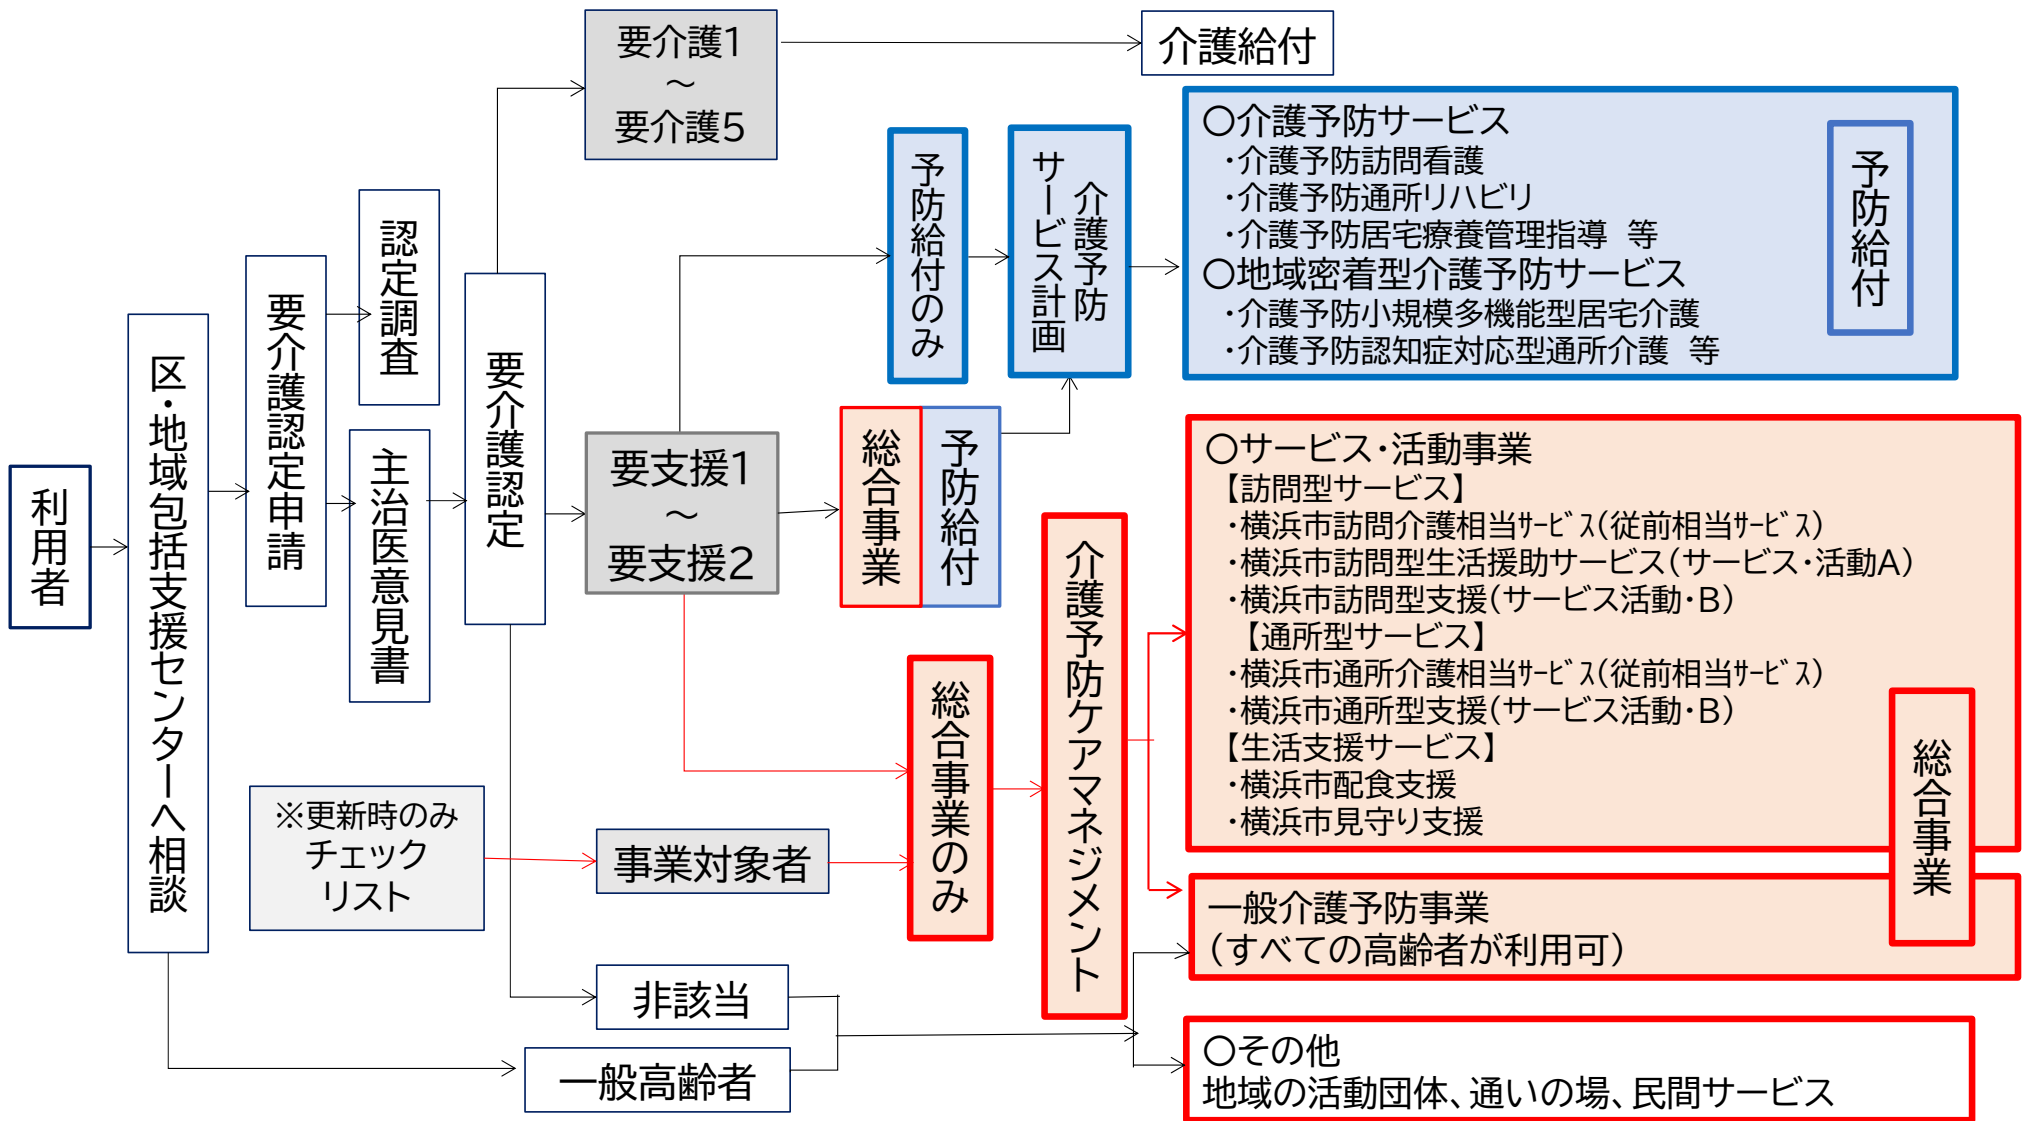 利用者
区・地域包括支援センターへ相談
要介護認定申請
認定調査
主治医意見書
要介護認定
要介護1
～
要介護5
介護給付
要支援1
～
要支援2
予防給付のみ
介護予防
サービス計画
総合事業
予防給付
○介護予防サービス
・介護予防訪問看護
・介護予防通所リハビリ
・介護予防居宅療養管理指導　等
○地域密着型介護予防サービス
・介護予防小規模多機能型居宅介護
・介護予防認知症対応型通所介護　等
予防給付
※更新時のみ
チェック
リスト
事業対象者
総合事業のみ
介護予防ケアマネジメント
○サービス・活動事業
【訪問型サービス】
・横浜市訪問介護相当ｻｰﾋﾞｽ(従前相当ｻｰﾋﾞｽ)
・横浜市訪問型生活援助サービス(サービス・活動A)
・横浜市訪問型支援(サービス活動・B)
【通所型サービス】
・横浜市通所介護相当ｻｰﾋﾞｽ(従前相当ｻｰﾋﾞｽ)
・横浜市通所型支援(サービス活動・B)
【生活支援サービス】
・横浜市配食支援
・横浜市見守り支援
総合事業
一般介護予防事業
(すべての高齢者が利用可)
非該当
一般高齢者
○その他
地域の活動団体、通いの場、民間サービス